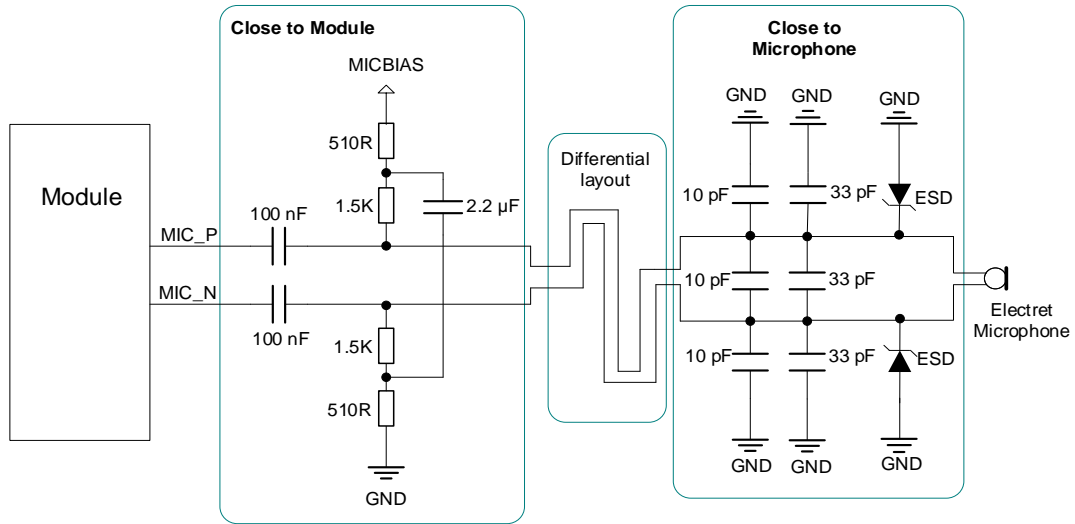 Close to Module
MICBIAS
510R
1.5K
2.2 µF
100 nF
Module
MIC_P
MIC_N
100 nF
1.5K
510R
GND
Differential
layout
Close to
Microphone
GND
GND
GND
10 pF
33 pF
ESD
10 pF
33 pF
Electret
Microphone
10 pF
33 pF
ESD
GND
GND
GND